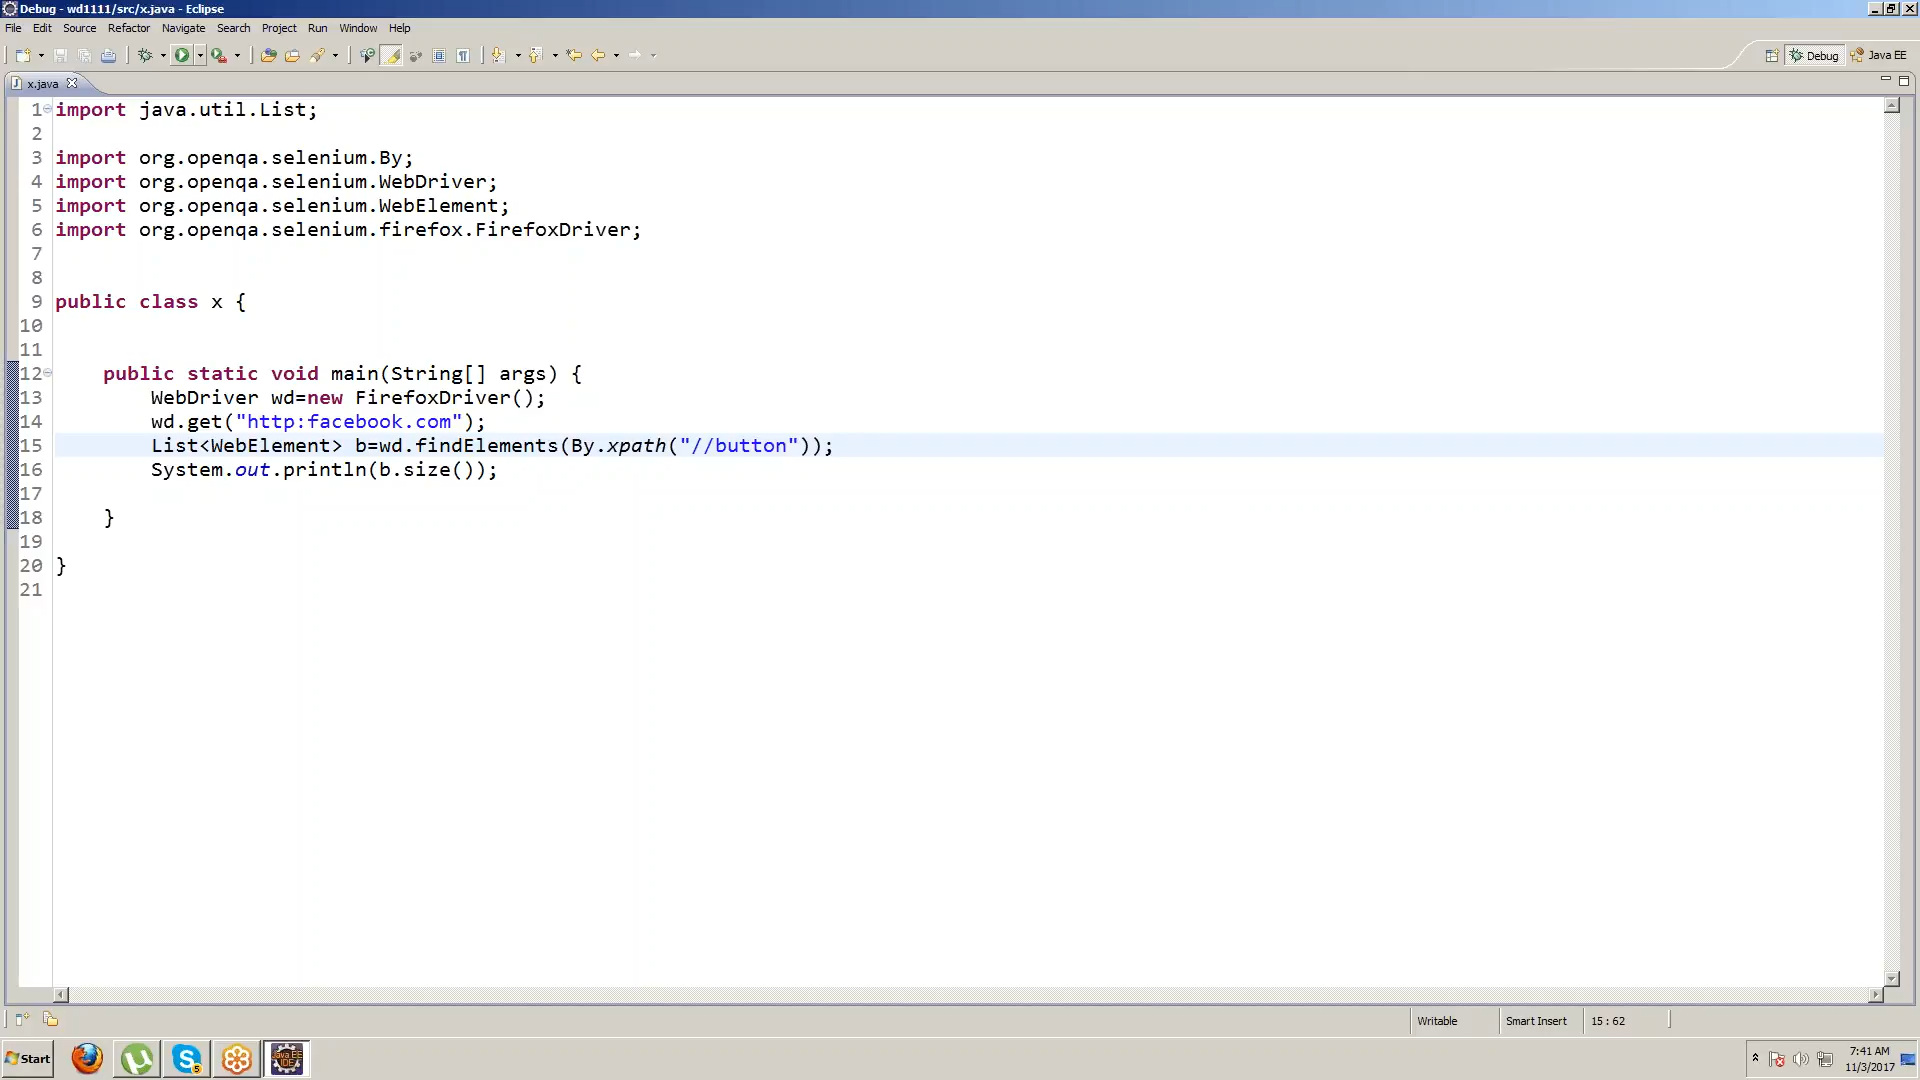 Debug - wd1111/src/x.java - Eclipse
File Edit Source Refactor Navigate Search Project Run Window Help
Debug Java EE
x.java
1 import java.util.List;
2
3 import org.openqa.selenium.By;
4 import org.openqa.selenium.WebDriver;
5 import org.openqa.selenium.WebElement;
6 import org.openqa.selenium.firefox.FirefoxDriver;
7
8
9 public class x {
10
11
12 public static void main(String[] args) {
13 WebDriver wd=new FirefoxDriver();
14 wd.get("http:facebook.com");
15 List<WebElement> b=wd.findElements(By.xpath("//button"));
16 System.out.println(b.size());
17
18 }
19
20 }
21
Writable Smart Insert 15 : 62
Start
Java EE
IDE
7:41 AM
11/3/2017